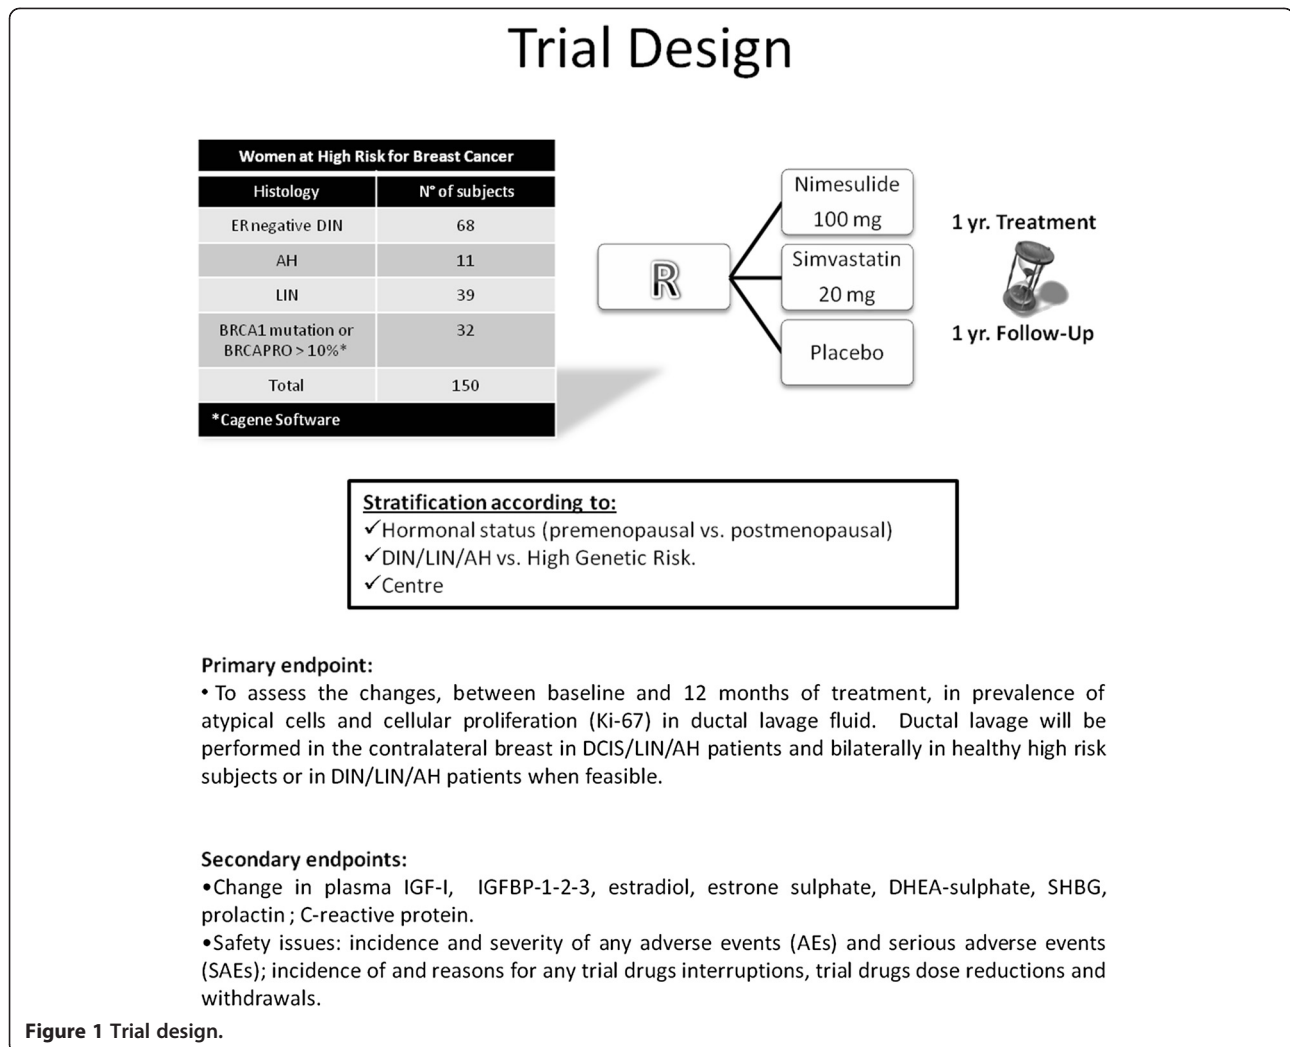 Trial Design
Women at High Risk for Breast Cancer
Histology N° of subjects
ER negative DIN 68
AH 11
LIN 39
BRCA1 mutation or
BRCAPRO > 10%* 32
Total 150
*Cagene Software
R
Nimesulide
100 mg
Simvastatin
20 mg
Placebo
1 yr. Treatment
1 yr. Follow-Up
Stratification according to:
✓Hormonal status (premenopausal vs. postmenopausal)
✓DIN/LIN/AH vs. High Genetic Risk.
✓Centre
Primary endpoint:
• To assess the changes, between baseline and 12 months of treatment, in prevalence of
atypical cells and cellular proliferation (Ki-67) in ductal lavage fluid. Ductal lavage will be
performed in the contralateral breast in DCIS/LIN/AH patients and bilaterally in healthy high risk
subjects or in DIN/LIN/AH patients when feasible.
Secondary endpoints:
•Change in plasma IGF-I, IGFBP-1-2-3, estradiol, estrone sulphate, DHEA-sulphate, SHBG,
prolactin ; C-reactive protein.
•Safety issues: incidence and severity of any adverse events (AEs) and serious adverse events
(SAEs); incidence of and reasons for any trial drugs interruptions, trial drugs dose reductions and
withdrawals.
Figure 1 Trial design.